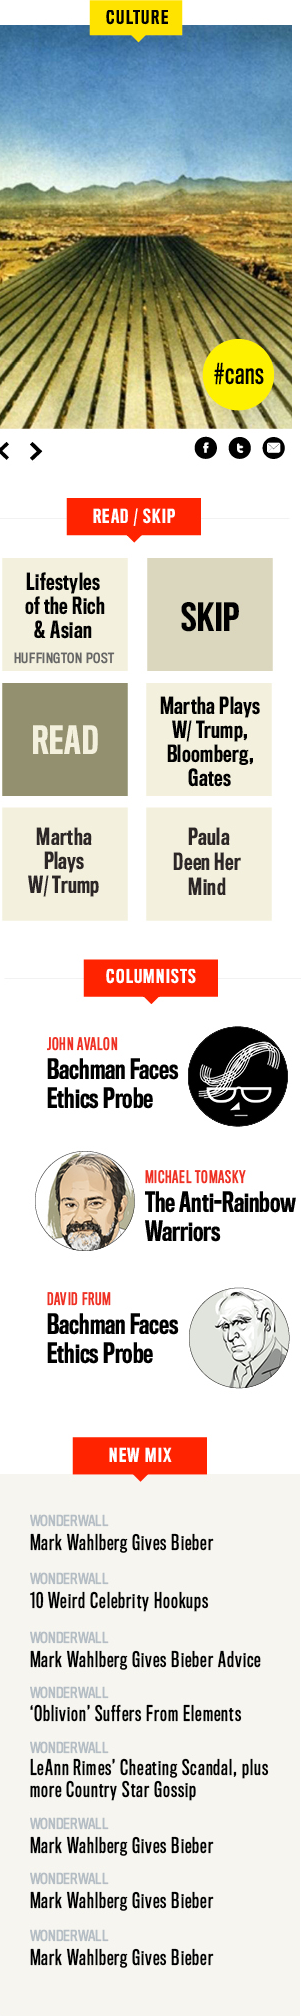 CULTURE
#cans
READ / SKIP
Lifestyles
of the Rich
& Asian
HUFFINGTON POST
SKIP
READ
Martha Plays
W/ Trump,
Bloomberg,
Gates
Martha
Plays
W/ Trump
Paula
Deen Her
Mind
COLUMNISTS
JOHN AVALON
Bachman Faces
Ethics Probe
MICHAEL TOMASKY
The Anti-Rainbow
Warriors
DAVID FRUM
Bachman Faces
Ethics Probe
NEW MIX
WONDERWALL
Mark Wahlberg Gives Bieber
WONDERWALL
10 Weird Celebrity Hookups
WONDERWALL
Mark Wahlberg Gives Bieber Advice
WONDERWALL
‘Oblivion’ Suffers From Elements
WONDERWALL
LeAnn Rimes’ Cheating Scandal, plus
more Country Star Gossip
WONDERWALL
Mark Wahlberg Gives Bieber
WONDERWALL
Mark Wahlberg Gives Bieber
WONDERWALL
Mark Wahlberg Gives Bieber